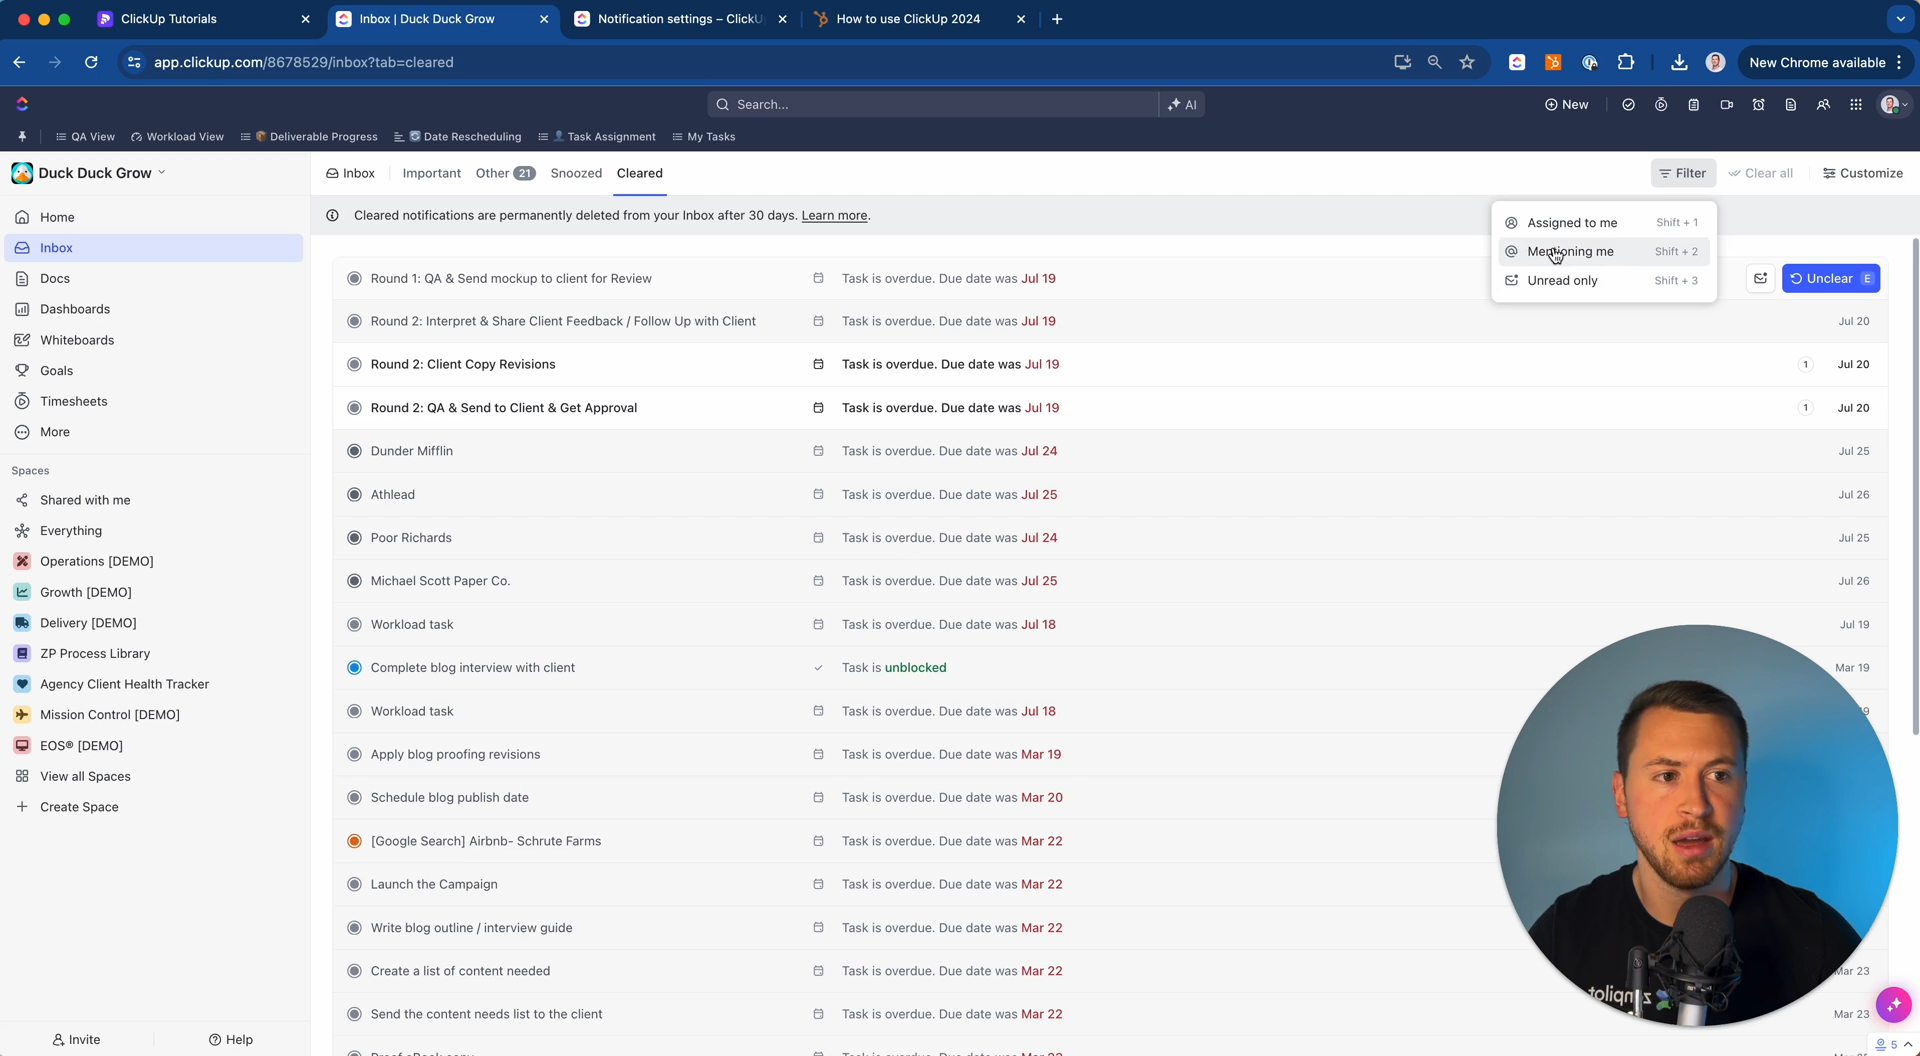 ClickUp Tutorials
Inbox | Duck Duck Grow
Notification settings – ClickU
How to use ClickUp 2024
app.clickup.com/8678529/inbox?tab=cleared
New Chrome available
Search...
AI
New
QA View
Workload View
Deliverable Progress
Date Rescheduling
Task Assignment
My Tasks
Duck Duck Grow
Inbox
Important
Other 21
Snoozed
Cleared
Filter
Clear all
Customize
Cleared notifications are permanently deleted from your Inbox after 30 days. Learn more.
Assigned to me Shift + 1
Mentioning me Shift + 2
Unread only Shift + 3
Home
Inbox
Docs
Dashboards
Whiteboards
Goals
Timesheets
More
Spaces
Shared with me
Everything
Operations [DEMO]
Growth [DEMO]
Delivery [DEMO]
ZP Process Library
Agency Client Health Tracker
Mission Control [DEMO]
EOS® [DEMO]
View all Spaces
Create Space
Invite
Help
Round 1: QA & Send mockup to client for Review Task is overdue. Due date was Jul 19 Unclear E
Round 2: Interpret & Share Client Feedback / Follow Up with Client Task is overdue. Due date was Jul 19 Jul 20
Round 2: Client Copy Revisions Task is overdue. Due date was Jul 19 1 Jul 20
Round 2: QA & Send to Client & Get Approval Task is overdue. Due date was Jul 19 1 Jul 20
Dunder Mifflin Task is overdue. Due date was Jul 24 Jul 25
Athlead Task is overdue. Due date was Jul 25 Jul 26
Poor Richards Task is overdue. Due date was Jul 24 Jul 25
Michael Scott Paper Co. Task is overdue. Due date was Jul 25 Jul 26
Workload task Task is overdue. Due date was Jul 18 Jul 19
Complete blog interview with client Task is unblocked Mar 19
Workload task Task is overdue. Due date was Jul 18 9
Apply blog proofing revisions Task is overdue. Due date was Mar 19
Schedule blog publish date Task is overdue. Due date was Mar 20
[Google Search] Airbnb- Schrute Farms Task is overdue. Due date was Mar 22
Launch the Campaign Task is overdue. Due date was Mar 22
Write blog outline / interview guide Task is overdue. Due date was Mar 22
Create a list of content needed Task is overdue. Due date was Mar 22 Mar 23
Send the content needs list to the client Task is overdue. Due date was Mar 22 Mar 23
5